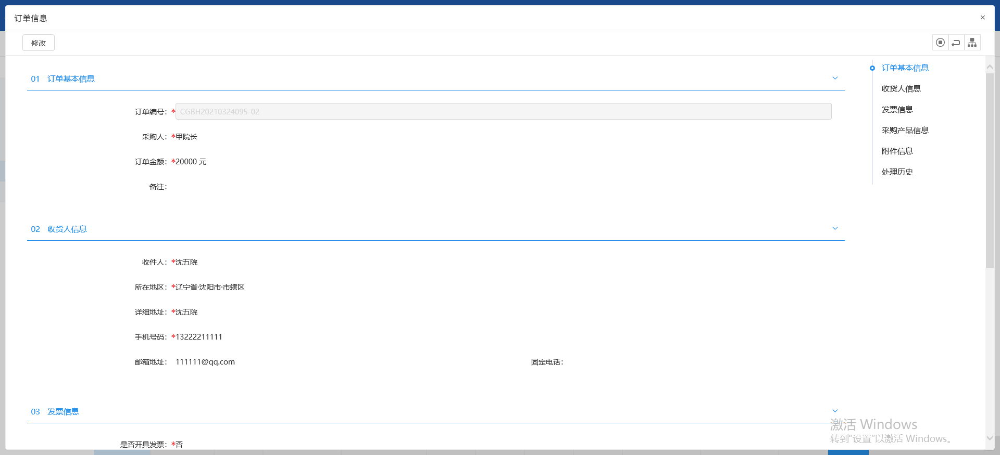 订单信息
修改
01 订单基本信息
订单编号：*CGBH20210324095-02
采购人：*甲院长
订单金额：*20000 元
备注：
02 收货人信息
收件人：*沈五院
所在地区：*辽宁省·沈阳市·市辖区
详细地址：*沈五院
手机号码：*13222211111
邮箱地址： 111111@qq.com 固定电话：
03 发票信息
是否开具发票：*否
订单基本信息
收货人信息
发票信息
采购产品信息
附件信息
处理历史
激活 Windows
转到“设置”以激活 Windows。